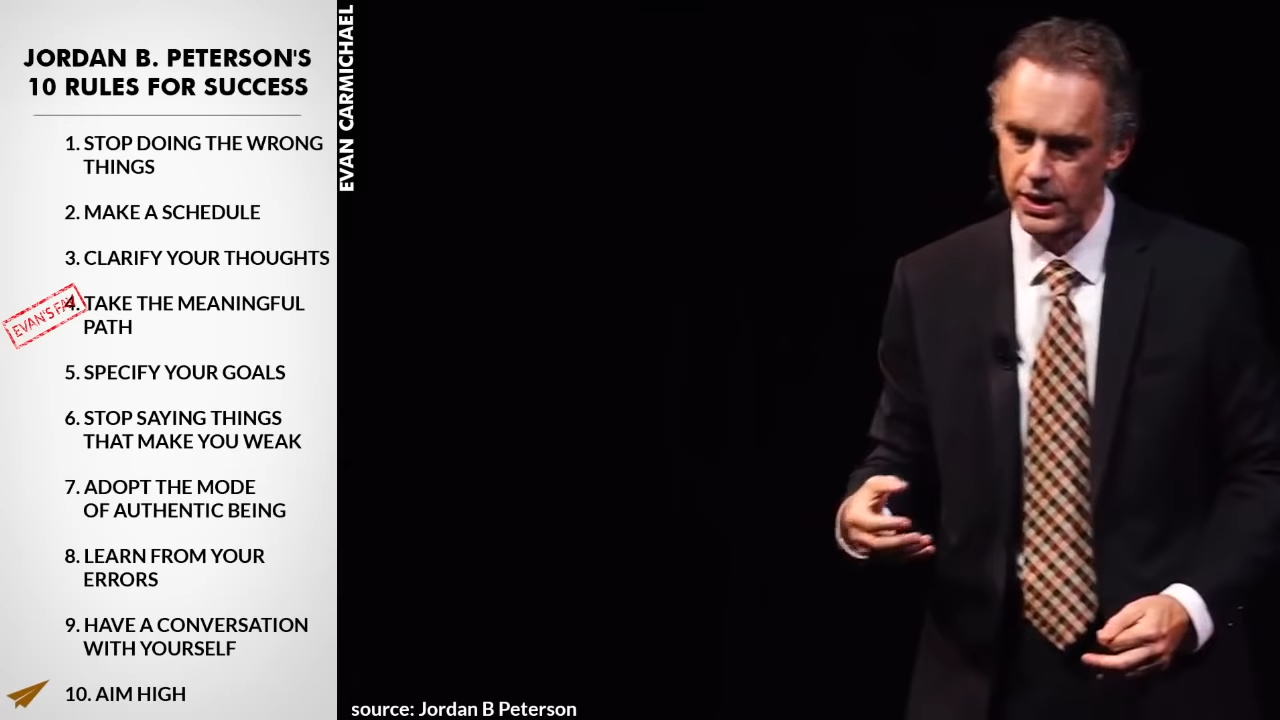 JORDAN B. PETERSON'S
10 RULES FOR SUCCESS
1. STOP DOING THE WRONG
THINGS
2. MAKE A SCHEDULE
3. CLARIFY YOUR THOUGHTS
EVAN'S
4. TAKE THE MEANINGFUL
PATH
5. SPECIFY YOUR GOALS
6. STOP SAYING THINGS
THAT MAKE YOU WEAK
7. ADOPT THE MODE
OF AUTHENTIC BEING
8. LEARN FROM YOUR
ERRORS
9. HAVE A CONVERSATION
WITH YOURSELF
10. AIM HIGH
EVAN CARMICHAEL
source: Jordan B Peterson